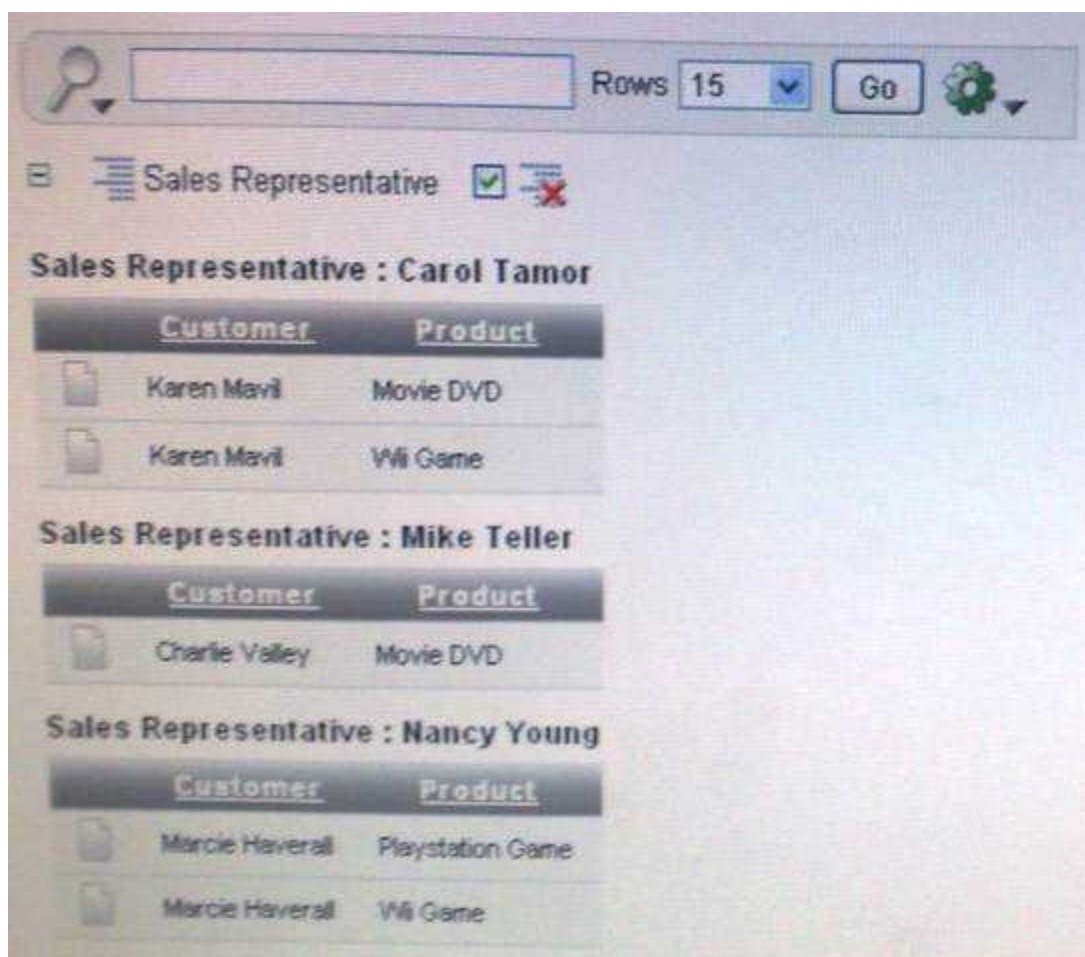 Rows 15 Go
Sales Representative
Sales Representative : Carol Tamor
Customer Product
Karen Mavil Movie DVD
Karen Mavil Wii Game
Sales Representative : Mike Teller
Customer Product
Charlie Valley Movie DVD
Sales Representative : Nancy Young
Customer Product
Marcie Haverall Playstation Game
Marcie Haverall Wii Game